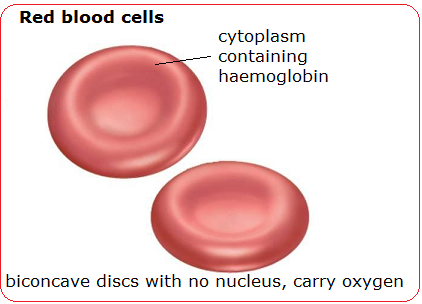 Red blood cells
cytoplasm
containing
haemoglobin
biconcave discs with no nucleus, carry oxygen